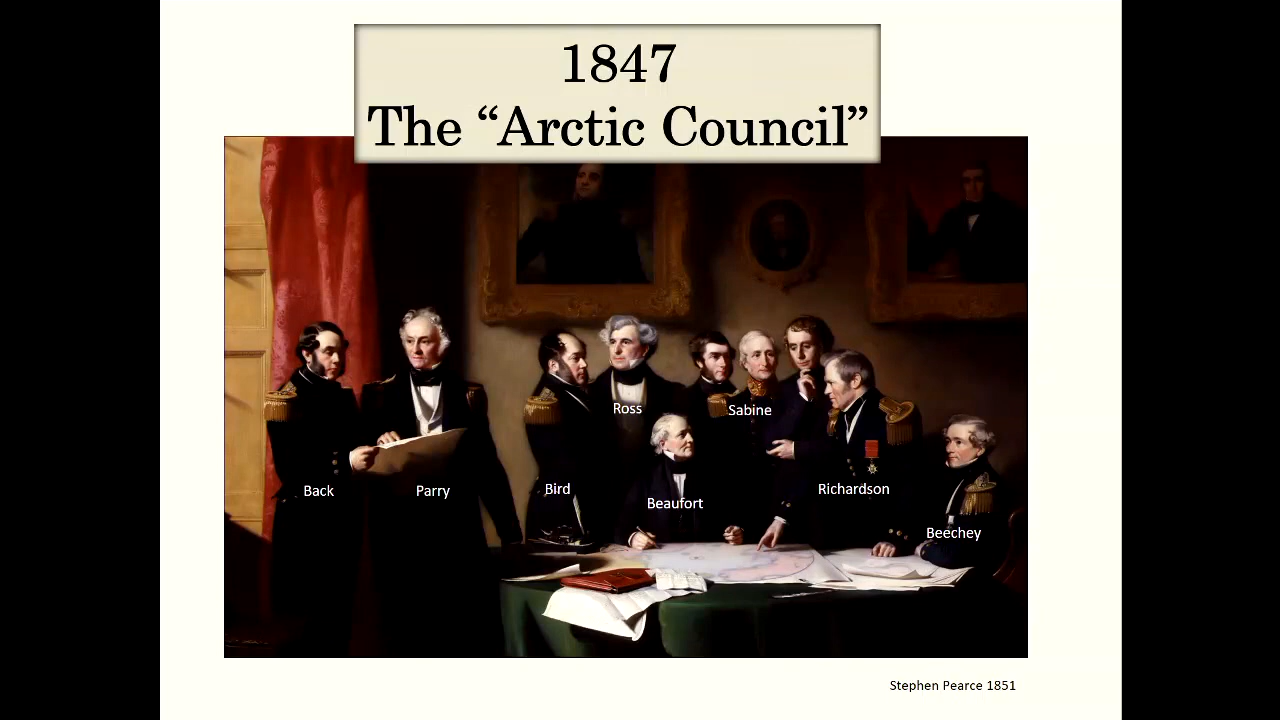 1847
The “Arctic Council”
Ross
Sabine
Back
Parry
Bird
Beaufort
Richardson
Beechey
Stephen Pearce 1851